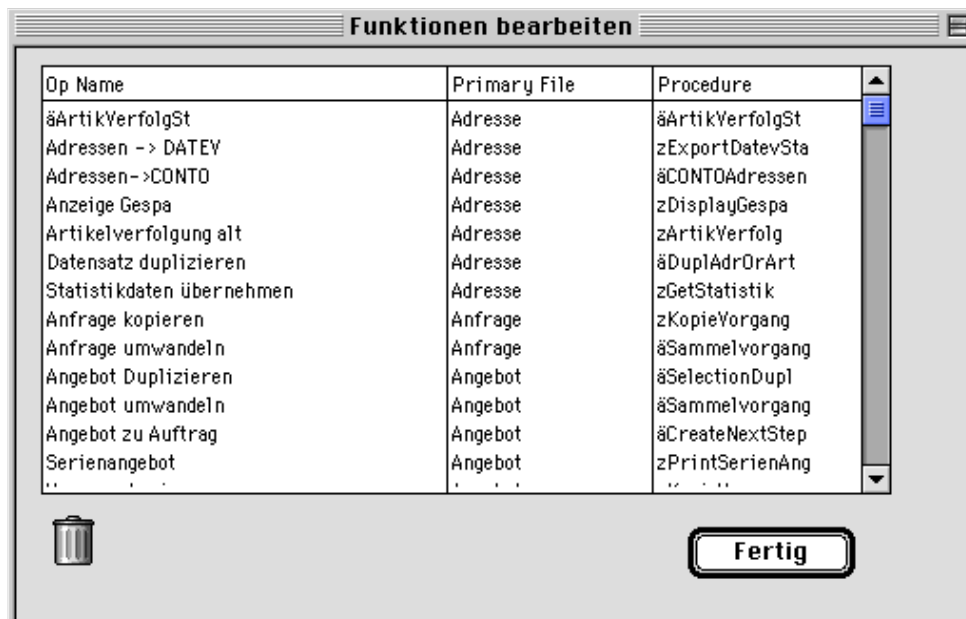 Funktionen bearbeiten
Op Name Primary File Procedure
äArtikVerfolgSt Adresse äArtikVerfolgSt
Adressen -> DATEV Adresse zExportDatevSta
Adressen->CONTO Adresse äCONTOAdressen
Anzeige Gespa Adresse zDisplayGespa
Artikelverfolgung alt Adresse zArtikVerfolg
Datensatz duplizieren Adresse äDuplAdrOrArt
Statistikdaten übernehmen Adresse zGetStatistik
Anfrage kopieren Anfrage zKopieVorgang
Anfrage umwandeln Anfrage äSammelvorgang
Angebot Duplizieren Angebot äSelectionDupl
Angebot umwandeln Angebot äSammelvorgang
Angebot zu Auftrag Angebot äCreateNextStep
Serienangebot Angebot zPrintSerienAng
Fertig